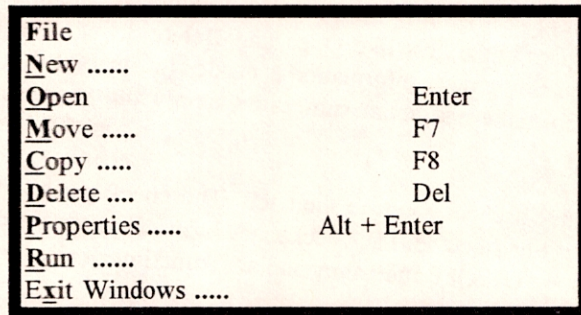 File
New ......
Open Enter
Move ..... F7
Copy ..... F8
Delete .... Del
Properties ..... Alt + Enter
Run ......
Exit Windows .....